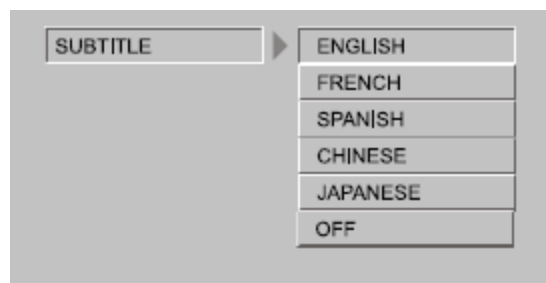 SUBTITLE
ENGLISH
FRENCH
SPANISH
CHINESE
JAPANESE
OFF